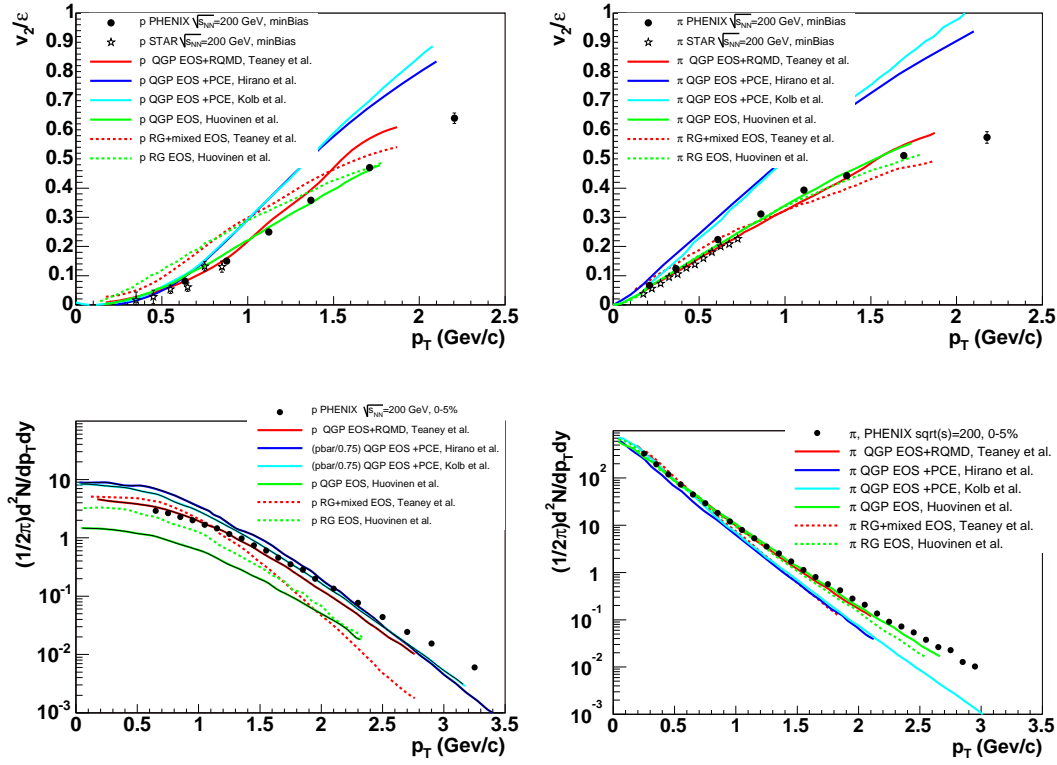 v2/ε
1
0.9
0.8
0.7
0.6
0.5
0.4
0.3
0.2
0.1
0
p PHENIX √sNN=200 GeV, minBias
p STAR √sNN=200 GeV, minBias
p QGP EOS+RQMD, Teaney et al.
p QGP EOS +PCE, Hirano et al.
p QGP EOS +PCE, Kolb et al.
p QGP EOS, Huovinen et al.
p RG+mixed EOS, Teaney et al.
p RG EOS, Huovinen et al.
0 0.5 1 1.5 2 2.5
pT (Gev/c)
v2/ε
1
0.9
0.8
0.7
0.6
0.5
0.4
0.3
0.2
0.1
0
π PHENIX √sNN=200 GeV, minBias
π STAR √sNN=200 GeV, minBias
π QGP EOS+RQMD, Teaney et al.
π QGP EOS +PCE, Hirano et al.
π QGP EOS +PCE, Kolb et al.
π QGP EOS, Huovinen et al.
π RG+mixed EOS, Teaney et al.
π RG EOS, Huovinen et al.
0 0.5 1 1.5 2 2.5
pT (Gev/c)
(1/2π)d²N/dpTdy
10²
10
1
10⁻¹
10⁻²
10⁻³
p PHENIX √sNN=200 GeV, 0-5%
p QGP EOS+RQMD, Teaney et al.
(pbar/0.75) QGP EOS +PCE, Hirano et al.
(pbar/0.75) QGP EOS +PCE, Kolb et al.
p QGP EOS, Huovinen et al.
p RG+mixed EOS, Teaney et al.
p RG EOS, Huovinen et al.
0 0.5 1 1.5 2 2.5 3 3.5
pT (Gev/c)
(1/2π)d²N/dpTdy
10²
10
1
10⁻¹
10⁻²
10⁻³
π, PHENIX sqrt(s)=200, 0-5%
π QGP EOS+RQMD, Teaney et al.
π QGP EOS +PCE, Hirano et al.
π QGP EOS +PCE, Kolb et al.
π QGP EOS, Huovinen et al.
π RG+mixed EOS, Teaney et al.
π RG EOS, Huovinen et al.
0 0.5 1 1.5 2 2.5 3 3.5
pT (Gev/c)